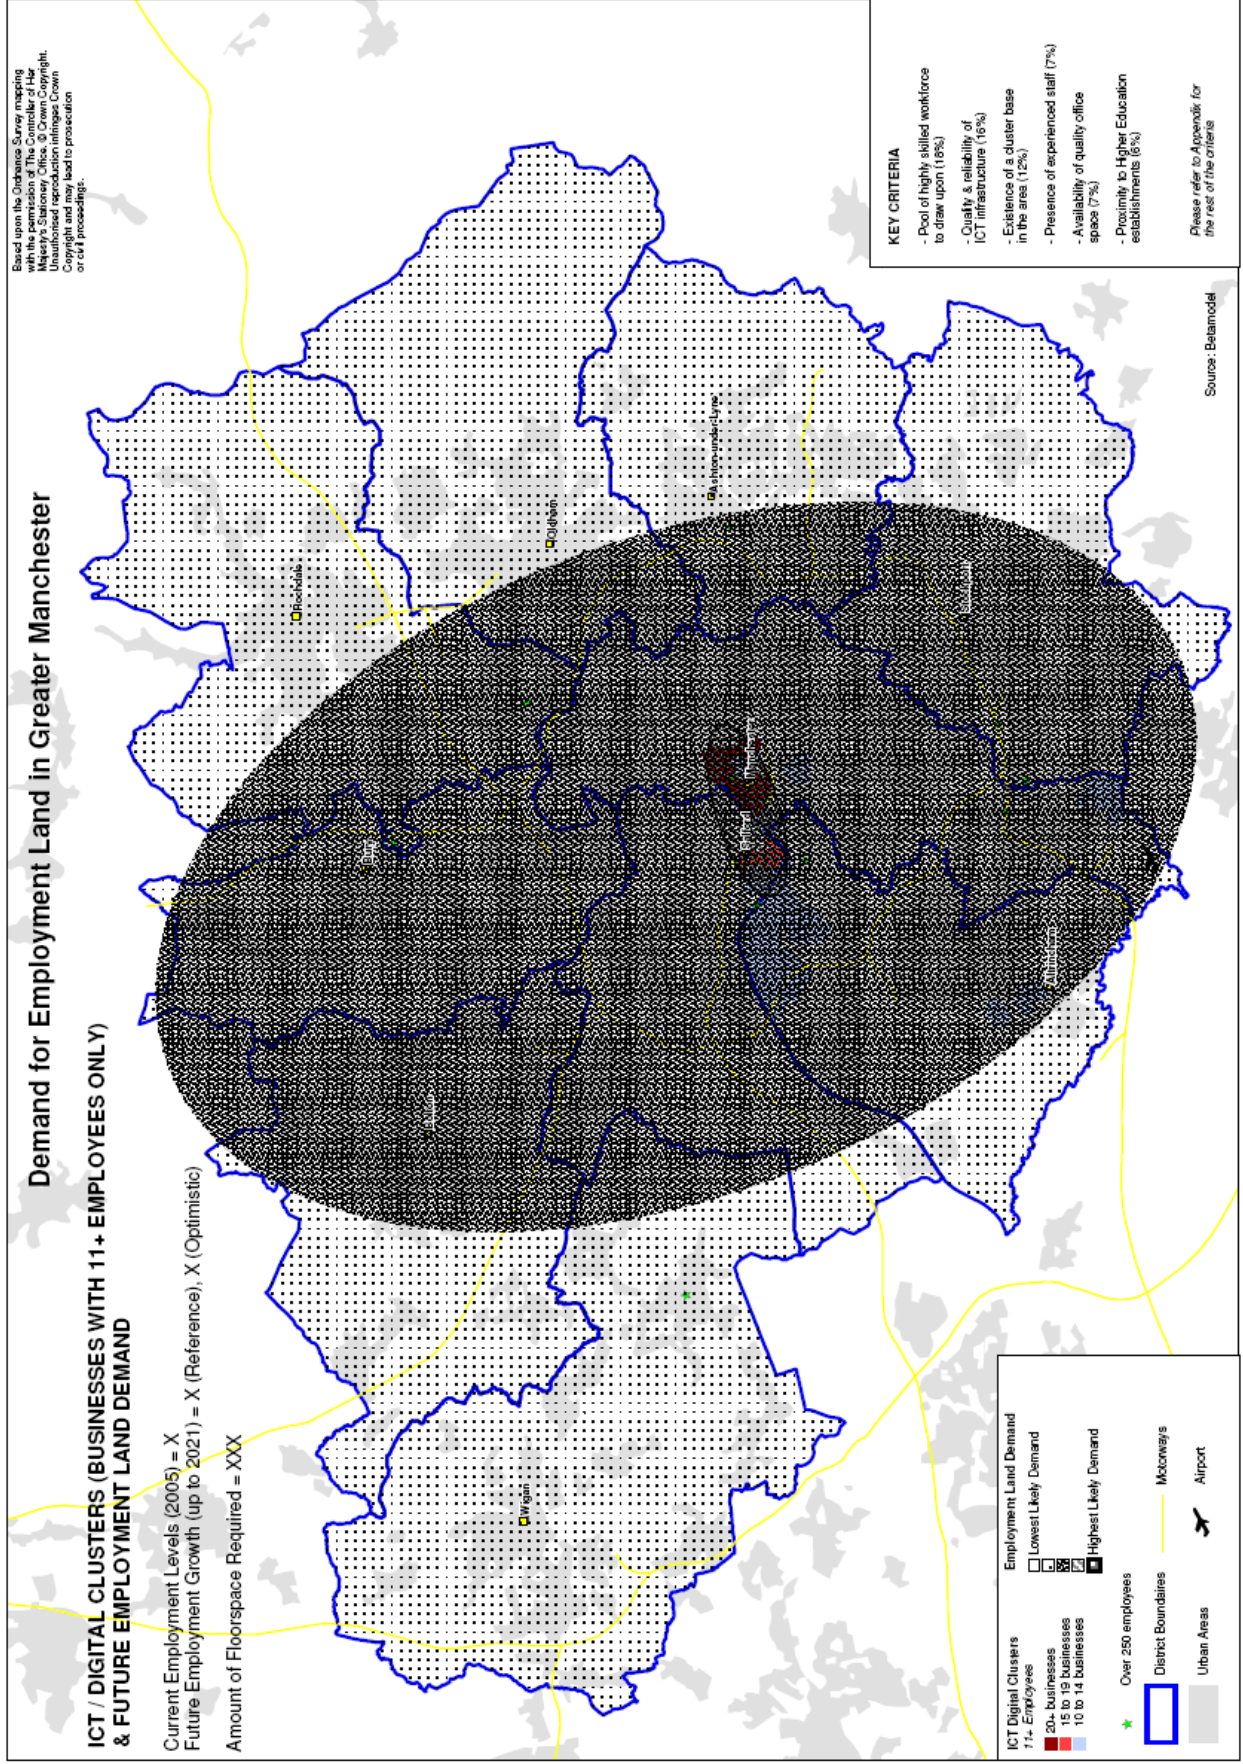 Demand for Employment Land in Greater Manchester
Based upon the Ordnance Survey mapping
with the permission of The Controller of Her
Majesty's Stationery Office. © Crown Copyright.
Unauthorised reproduction infringes Crown
Copyright and may lead to prosecution
or civil proceedings.
ICT / DIGITAL CLUSTERS (BUSINESSES WITH 11+ EMPLOYEES ONLY)
& FUTURE EMPLOYMENT LAND DEMAND
Current Employment Levels (2005) = X
Future Employment Growth (up to 2021) = X (Reference), X (Optimistic)
Amount of Floorspace Required = XXX
Rochdale
Bury
Bolton
Oldham
Wigan
Ashton-under-Lyne
Salford
Manchester
Stockport
Altrincham
KEY CRITERIA
- Pool of highly skilled workforce
to draw upon (18%)
- Quality & reliability of
ICT infrastructure (16%)
- Existence of a cluster base
in the area (12%)
- Presence of experienced staff (7%)
- Availability of quality office
space (7%)
- Proximity to Higher Education
establishments (6%)
Please refer to Appendix for
the rest of the criteria
Source: Betamodel
ICT Digital Clusters
11+ Employees
20+ businesses
15 to 19 businesses
10 to 14 businesses
Over 250 employees
District Boundaires
Urban Areas
Employment Land Demand
Lowest Likely Demand
Highest Likely Demand
Motorways
Airport